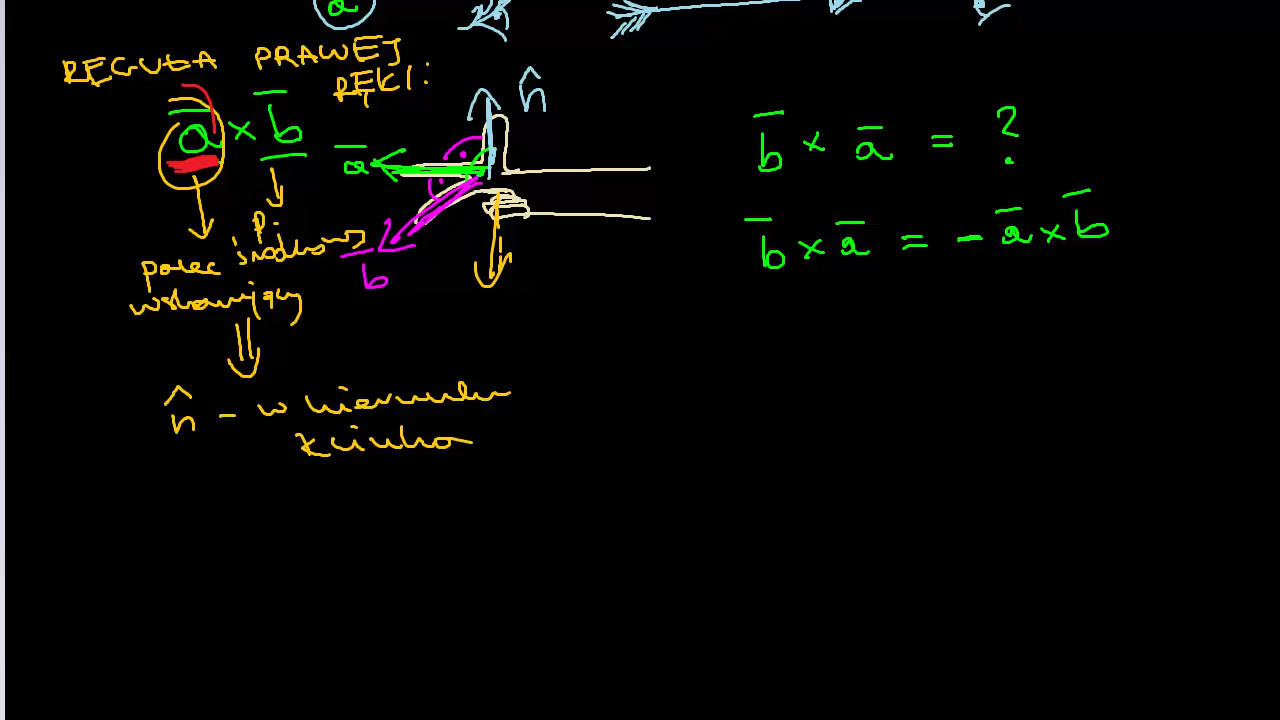 a
REGUŁA PRAWEJ
RĘKI:
a × b
n̂
a
b
n
palec
wskazujący
p. środkowy
n̂ – w kierunku
kciuka
b × a = ?
b × a = - a × b